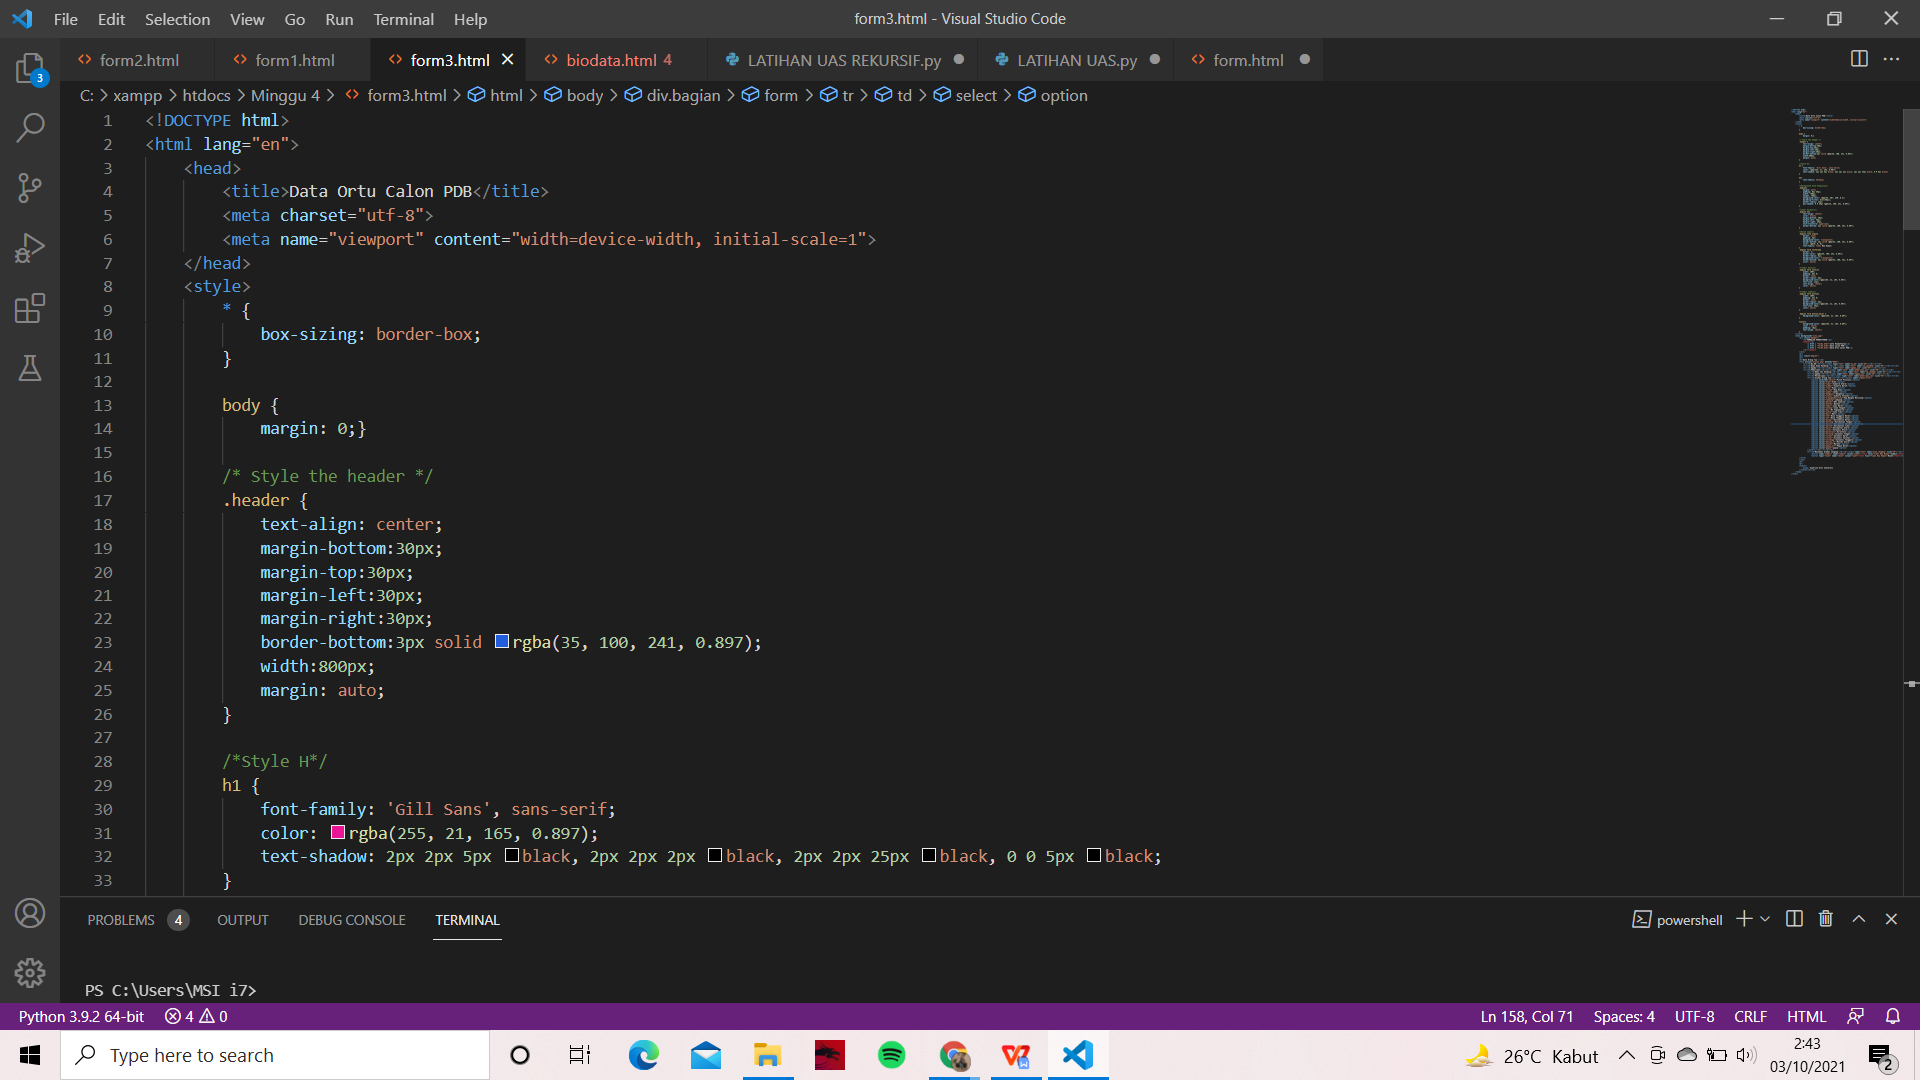 File Edit Selection View Go Run Terminal Help form3.html - Visual Studio Code
form2.html form1.html form3.html biodata.html 4 LATIHAN UAS REKURSIF.py LATIHAN UAS.py form.html
3
C: > xampp > htdocs > Minggu 4 > form3.html > html > body > div.bagian > form > tr > td > select > option
1 <!DOCTYPE html>
2 <html lang="en">
3 <head>
4 <title>Data Ortu Calon PDB</title>
5 <meta charset="utf-8">
6 <meta name="viewport" content="width=device-width, initial-scale=1">
7 </head>
8 <style>
9 * {
10 box-sizing: border-box;
11 }
12
13 body {
14 margin: 0;}
15
16 /* Style the header */
17 .header {
18 text-align: center;
19 margin-bottom:30px;
20 margin-top:30px;
21 margin-left:30px;
22 margin-right:30px;
23 border-bottom:3px solid rgba(35, 100, 241, 0.897);
24 width:800px;
25 margin: auto;
26 }
27
28 /*Style H*/
29 h1 {
30 font-family: 'Gill Sans', sans-serif;
31 color: rgba(255, 21, 165, 0.897);
32 text-shadow: 2px 2px 5px black, 2px 2px 2px black, 2px 2px 25px black, 0 0 5px black;
33 }
PROBLEMS 4 OUTPUT DEBUG CONSOLE TERMINAL powershell
PS C:\Users\MSI i7>
Python 3.9.2 64-bit 4 0 Ln 158, Col 71 Spaces: 4 UTF-8 CRLF HTML
Type here to search 26°C Kabut 2:43
03/10/2021 2